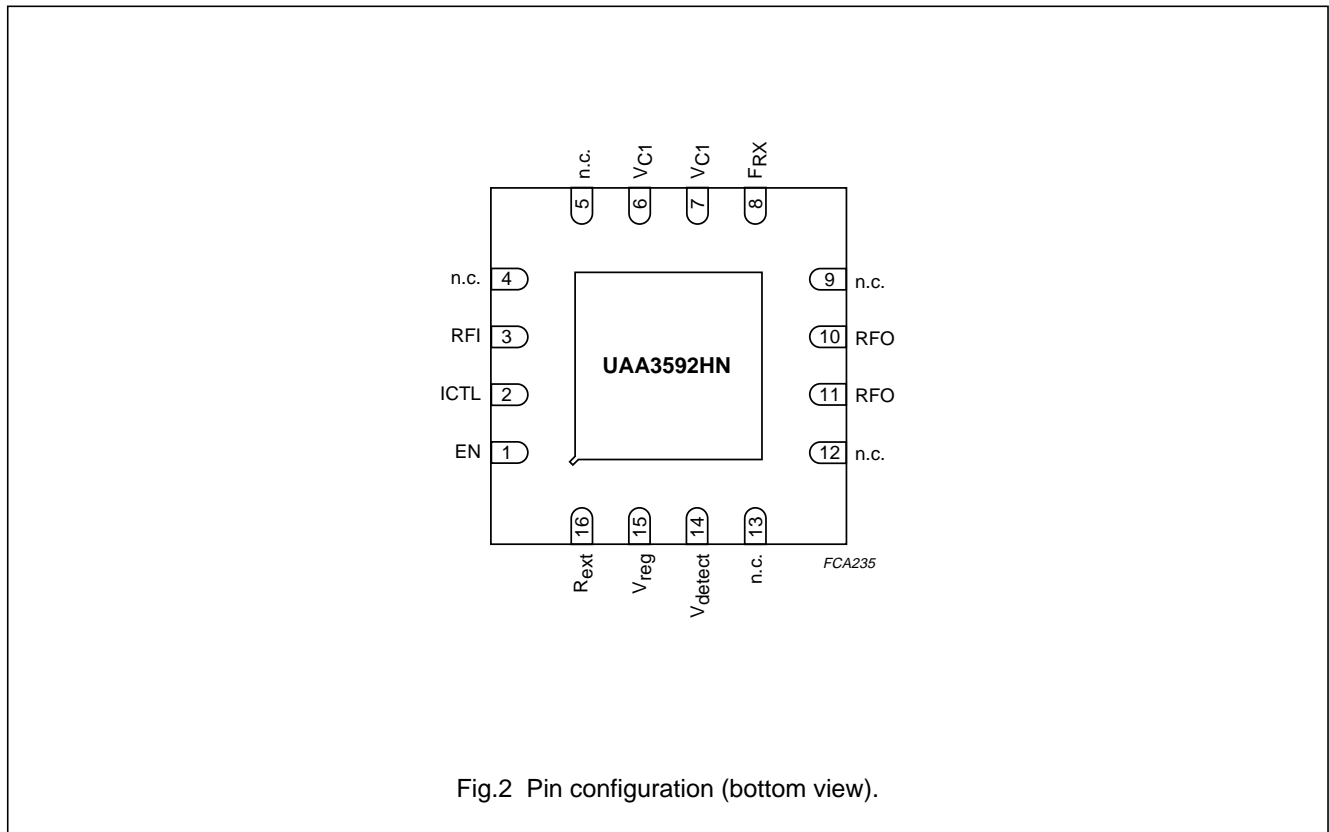 n.c.
VC1
VC1
FRX
5
6
7
8
n.c. 4
9 n.c.
RFI 3
10 RFO
UAA3592HN
ICTL 2
11 RFO
EN 1
12 n.c.
16
15
14
13
Rext
Vreg
Vdetect
n.c.
FCA235
Fig.2 Pin configuration (bottom view).